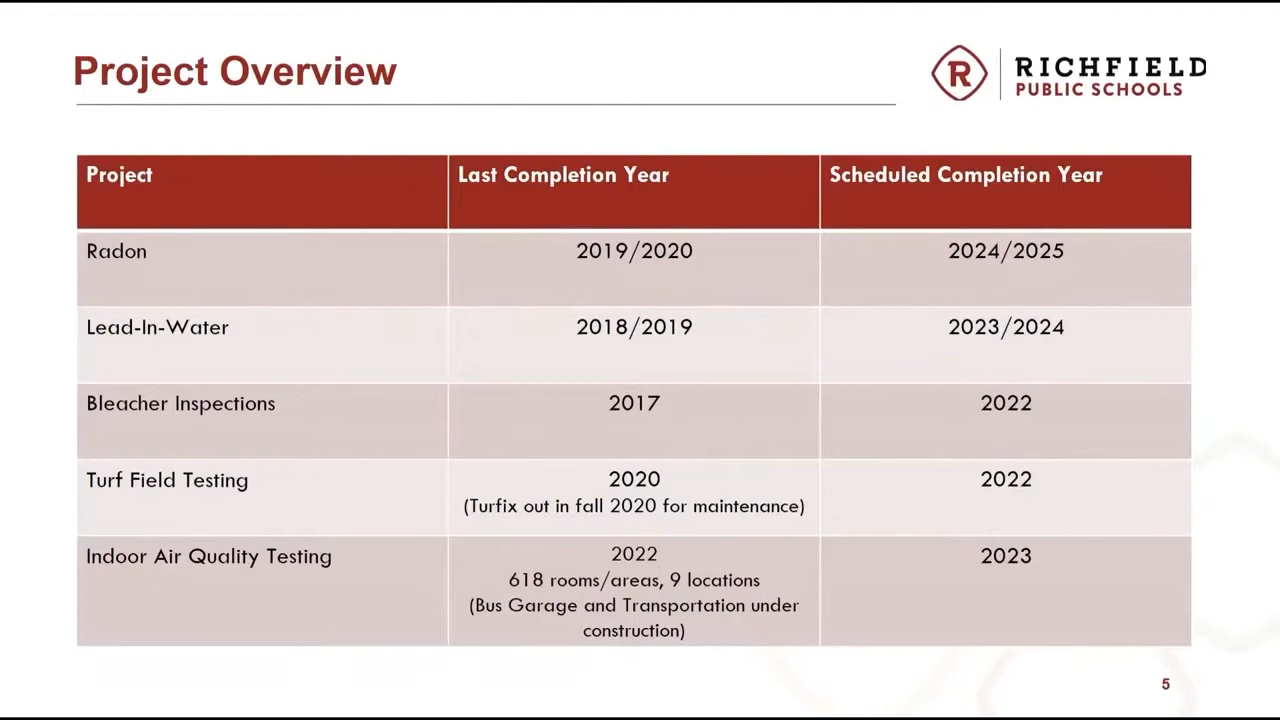 Project Overview
R
RICHFIELD
PUBLIC SCHOOLS
Project
Last Completion Year
Scheduled Completion Year
Radon
2019/2020
2024/2025
Lead-In-Water
2018/2019
2023/2024
Bleacher Inspections
2017
2022
Turf Field Testing
2020
(Turfix out in fall 2020 for maintenance)
2022
Indoor Air Quality Testing
2022
618 rooms/areas, 9 locations
(Bus Garage and Transportation under
construction)
2023
5